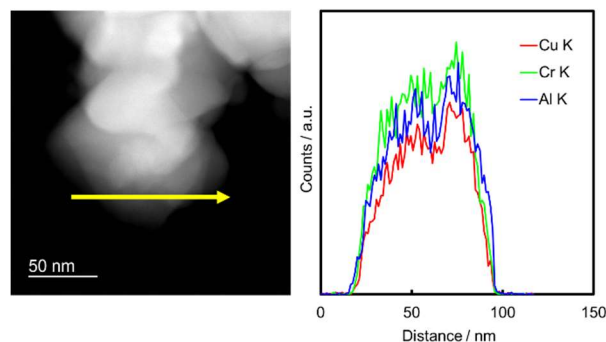 50 nm
Counts / a.u.
Cu K
Cr K
Al K
0 50 100 150
Distance / nm